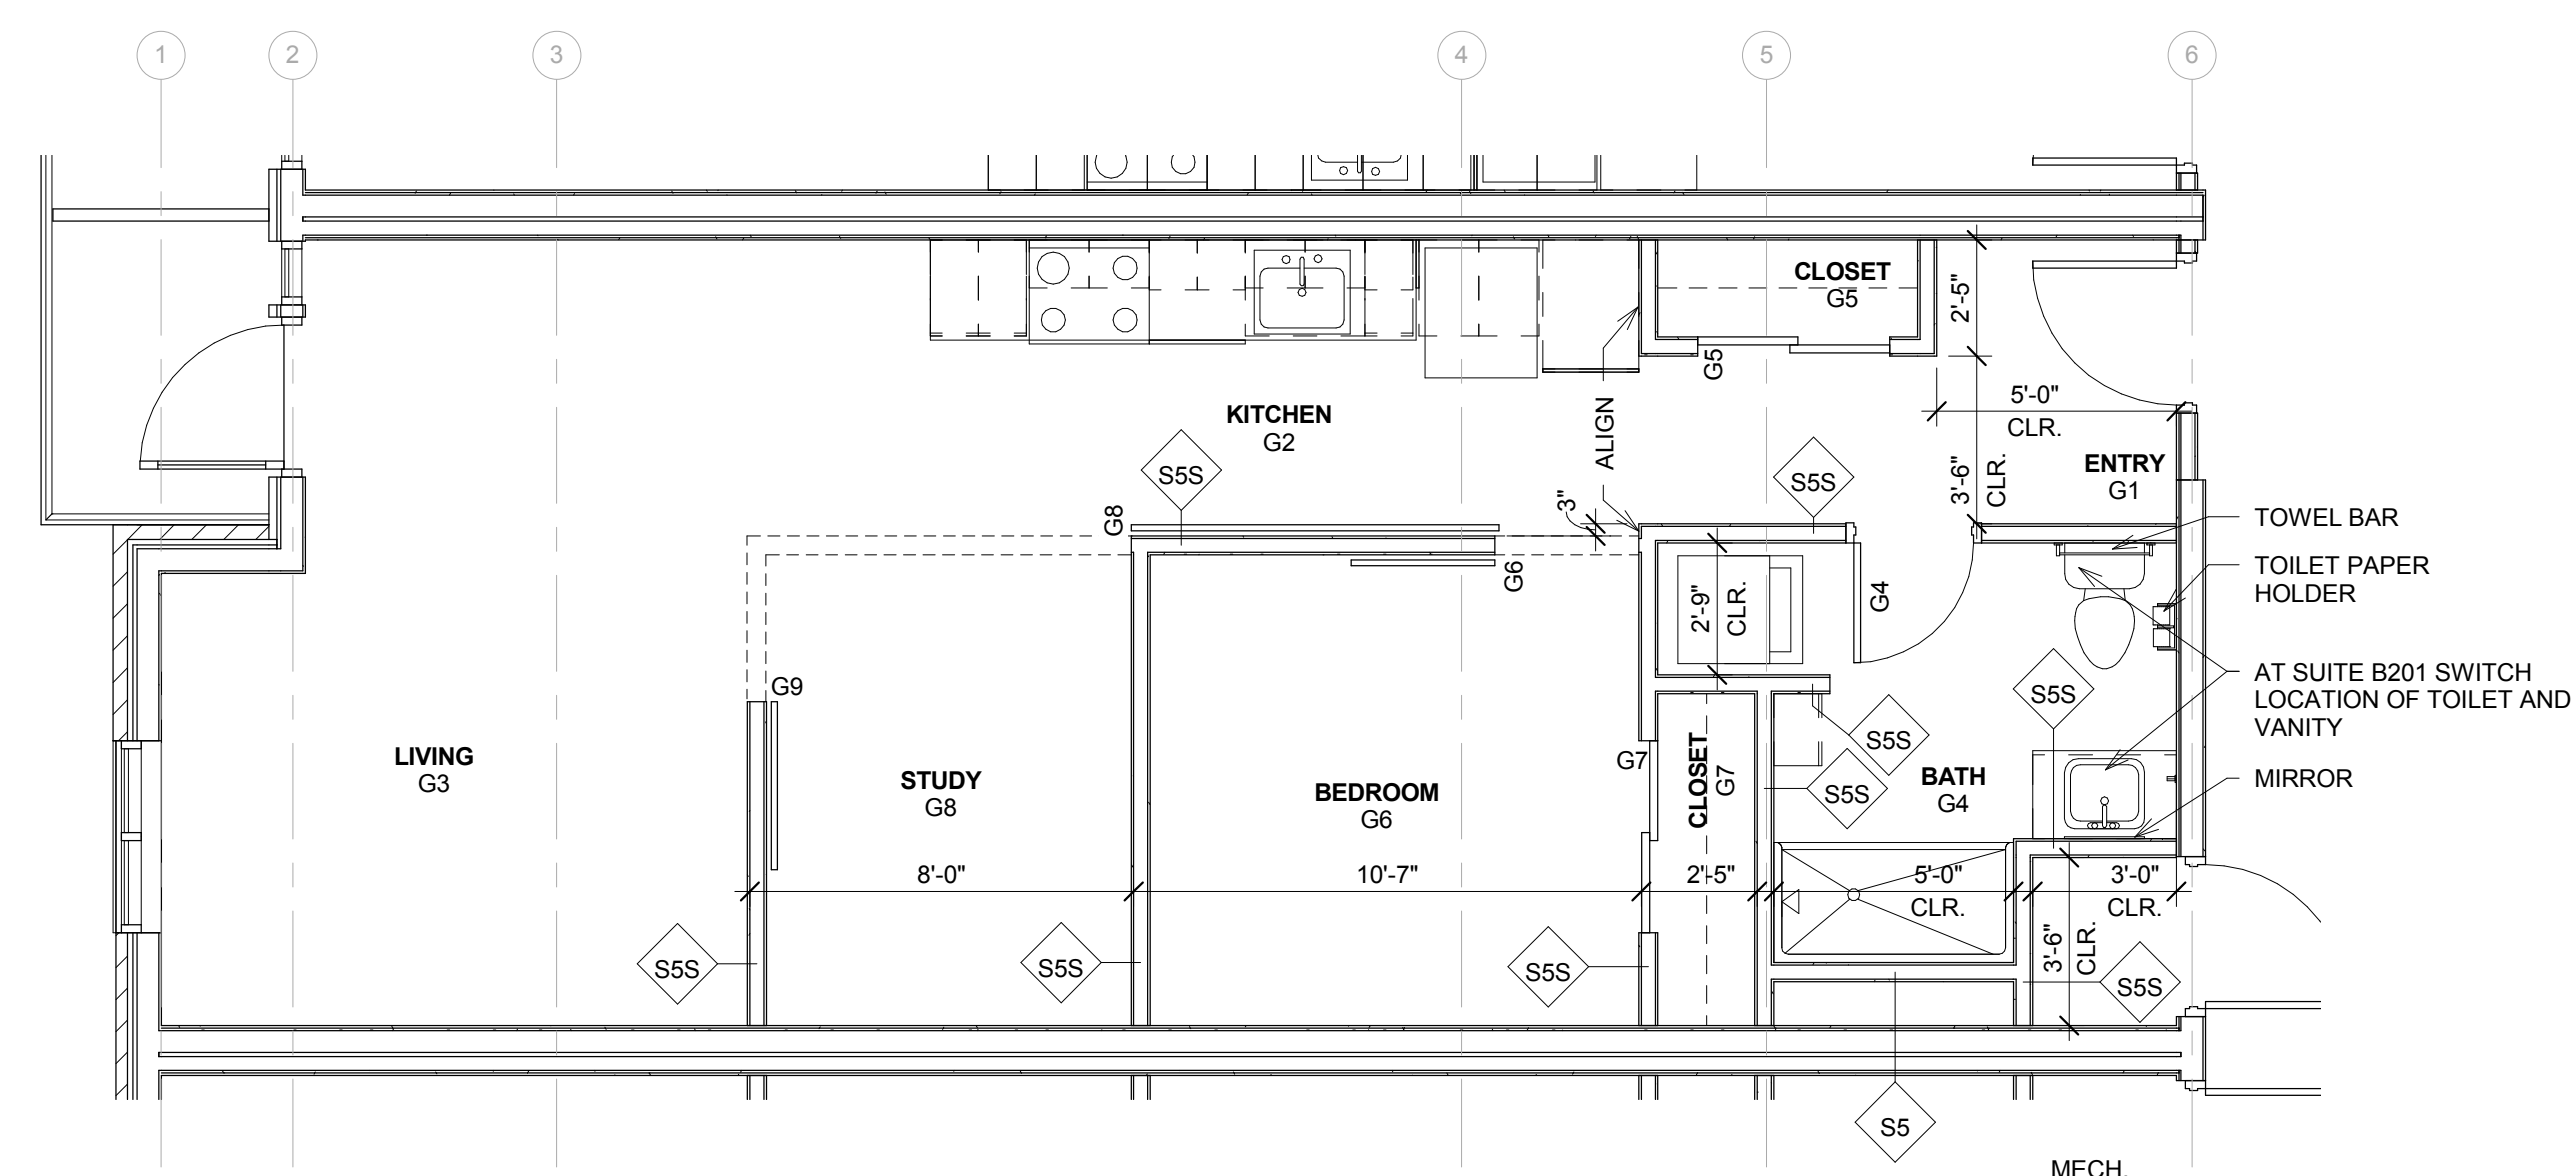 1
2
3
4
5
6
CLOSET
G5
2'-5"
G5
5'-0"
CLR.
KITCHEN
G2
ALIGN
ENTRY
G1
3'-6"
CLR.
S5S
S5S
3"
G8
TOWEL BAR
TOILET PAPER
HOLDER
G6
G4
2'-9"
CLR.
AT SUITE B201 SWITCH
LOCATION OF TOILET AND
VANITY
S5S
G9
S5S
LIVING
G3
STUDY
G8
BEDROOM
G6
G7
CLOSET
G7
S5S
BATH
G4
MIRROR
8'-0"
10'-7"
2'-5"
5'-0"
CLR.
3'-0"
CLR.
3'-6"
CLR.
S5S
S5S
S5S
S5S
S5
MECH.